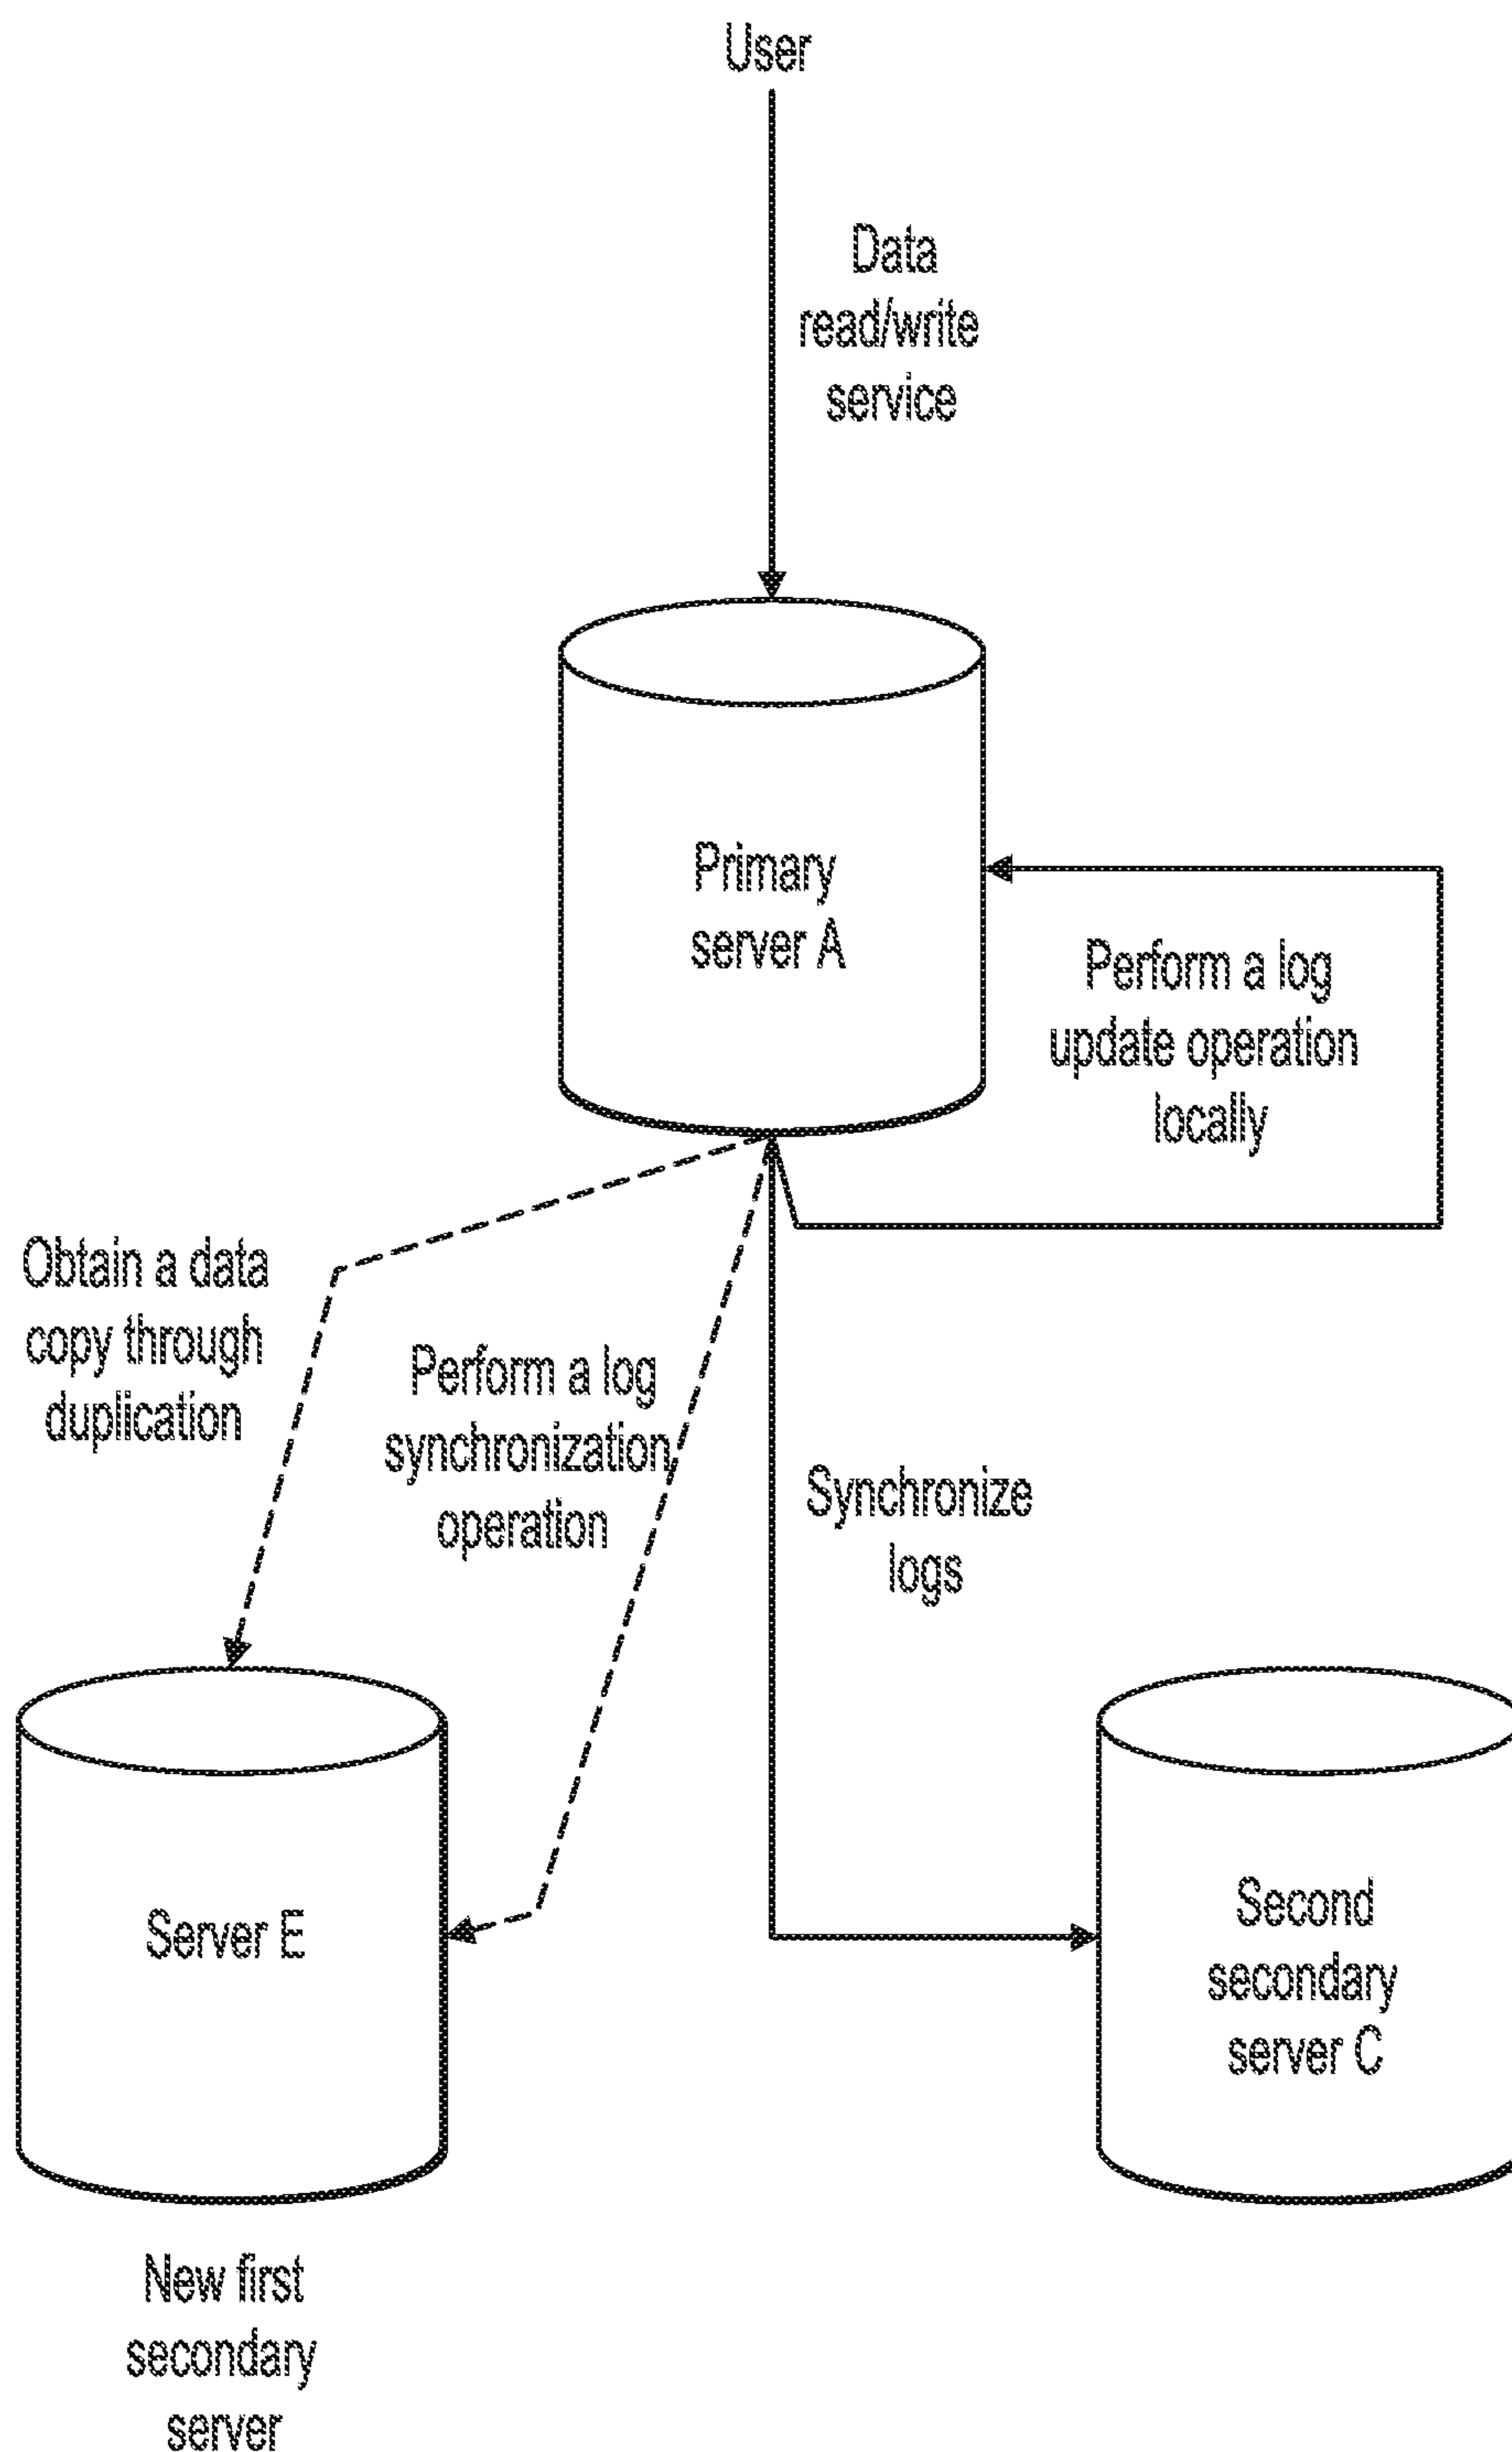 User
Data
read/write
service
Primary
server A
Perform a log
update operation
locally
Obtain a data
copy through
duplication
Perform a log
synchronization
operation
Synchronize
logs
Server E
Second
secondary
server C
New first
secondary
server